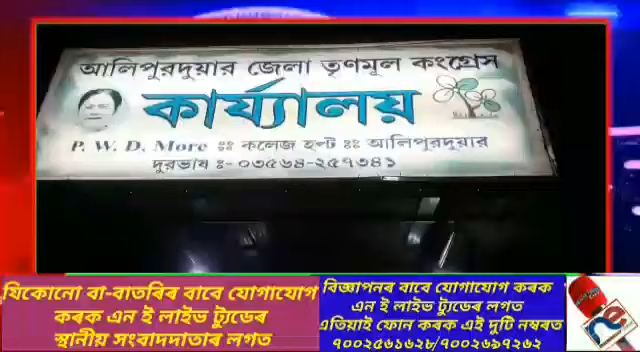 আলিপুরদুয়ার জেলা তৃণমূল কংগ্রেস
কার্য্যালয়
P. W. D. More ঃঃ কলেজ হল্ট ঃঃ আলিপুরদুয়ার
দুরভাষ ঃ- ০৩৫৬৪-২৫৭৩৪১
যিকোনো বা-বাতৰিৰ বাবে যোগাযোগ
কৰক এন ই লাইভ ট্যুডেৰ
স্থানীয় সংবাদদাতাৰ লগত
বিজ্ঞাপনৰ বাবে যোগাযোগ কৰক
এন ই লাইভ ট্যুডেৰ লগত
এতিয়াই ফোন কৰক এই দুটি নম্বৰত
৭০০২৫৬১৬২৮/৭০০২৬৯৭২৬২